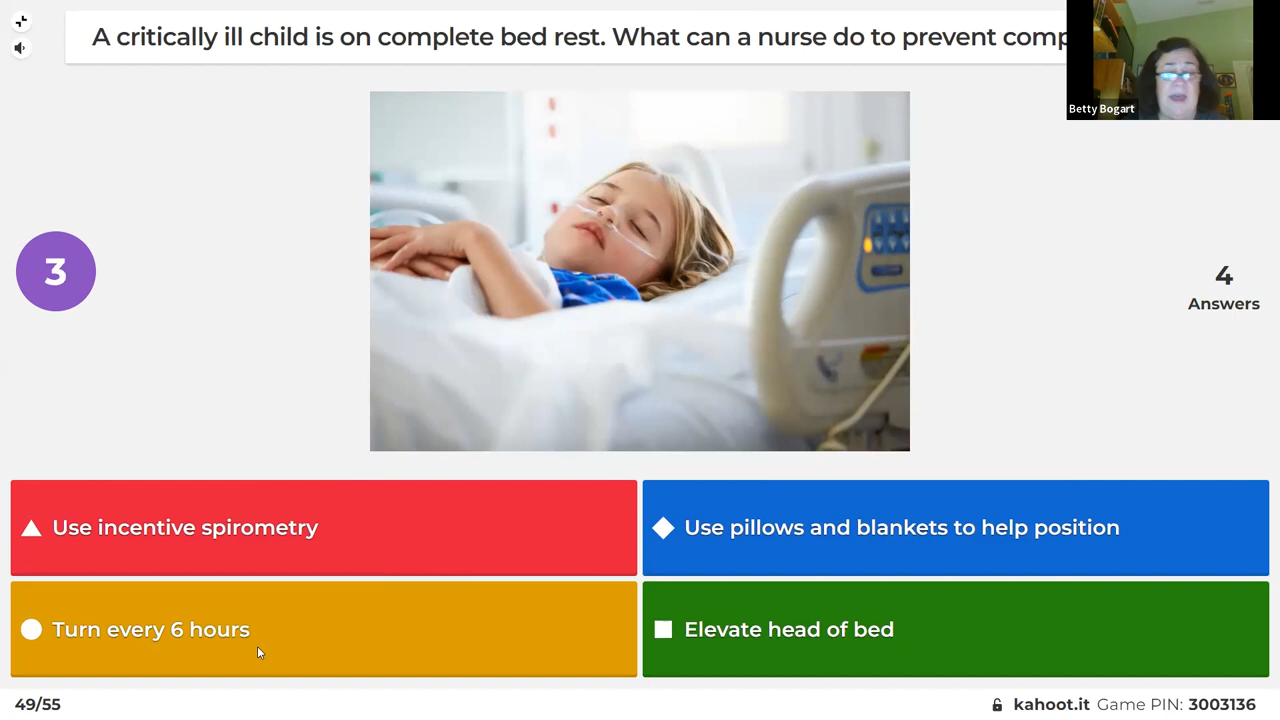 A critically ill child is on complete bed rest. What can a nurse do to prevent comp
Betty Bogart
3
4
Answers
Use incentive spirometry
Use pillows and blankets to help position
Turn every 6 hours
Elevate head of bed
49/55
kahoot.it Game PIN: 3003136